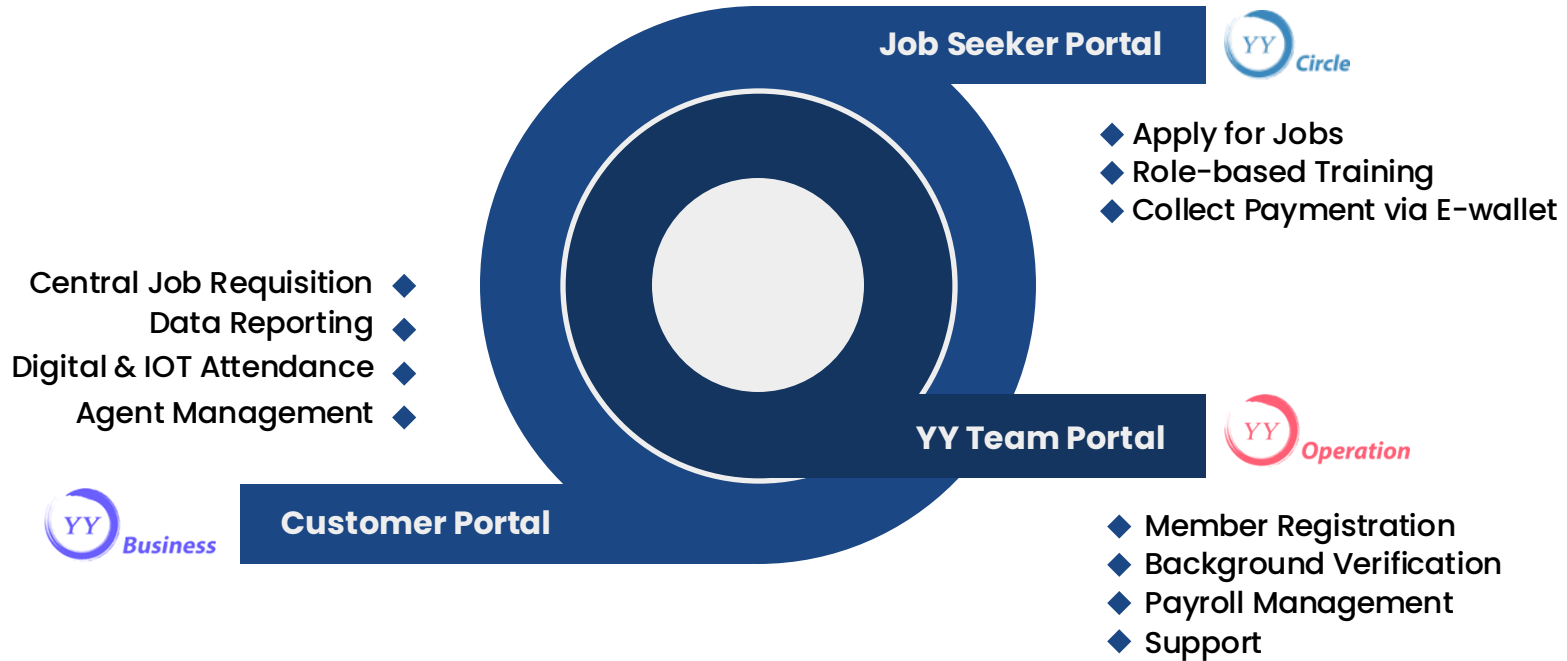 Job Seeker Portal
YY
Circle
Apply for Jobs
Role-based Training
Collect Payment via E-wallet
Central Job Requisition
Data Reporting
Digital & IOT Attendance
Agent Management
YY Team Portal
YY
Operation
YY
Business
Customer Portal
Member Registration
Background Verification
Payroll Management
Support